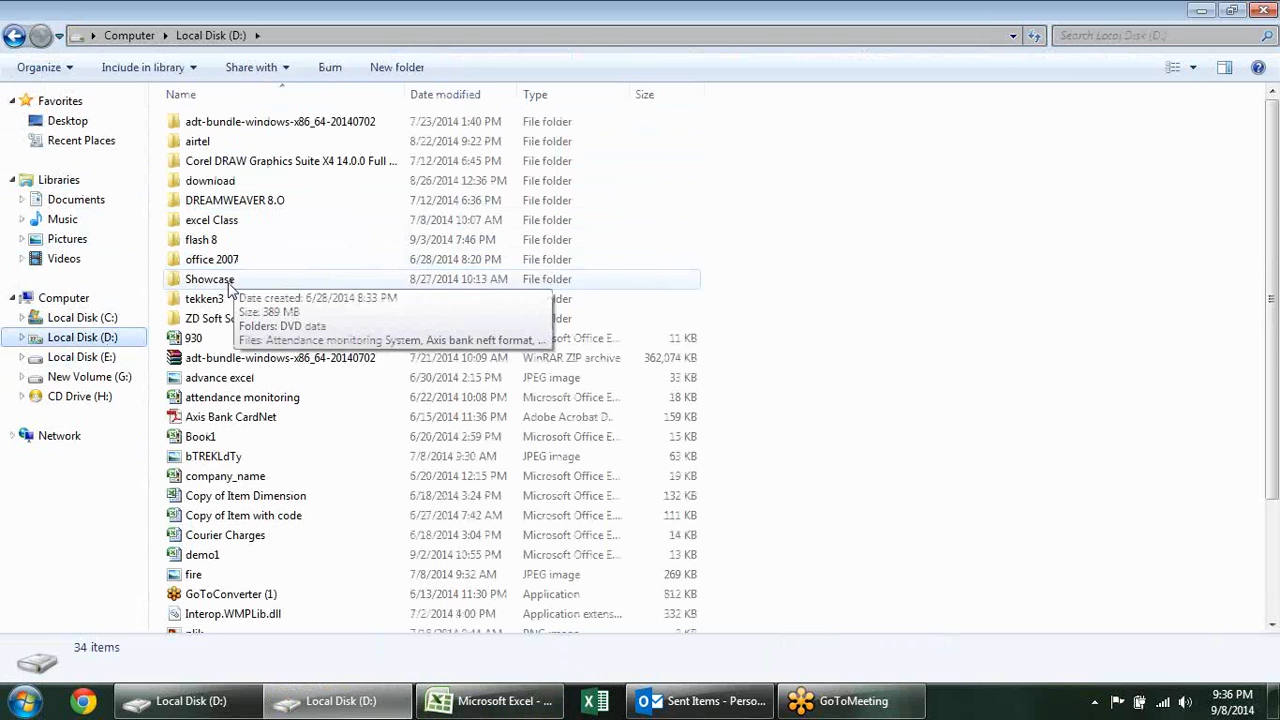 Computer Local Disk (D:) Search Local Disk (D:)
Organize Include in library Share with Burn New folder
Name Date modified Type Size
Favorites
Desktop
Recent Places
Libraries
Documents
Music
Pictures
Videos
Computer
Local Disk (C:)
Local Disk (D:)
Local Disk (E:)
New Volume (G:)
CD Drive (H:)
Network
adt-bundle-windows-x86_64-20140702 7/23/2014 1:40 PM File folder
airtel 8/22/2014 9:22 PM File folder
Corel DRAW Graphics Suite X4 14.0.0 Full ... 7/12/2014 6:45 PM File folder
download 8/26/2014 12:36 PM File folder
DREAMWEAVER 8.O 7/12/2014 6:36 PM File folder
excel Class 7/8/2014 10:07 AM File folder
flash 8 9/3/2014 7:46 PM File folder
office 2007 6/28/2014 8:20 PM File folder
Showcase 8/27/2014 10:13 AM File folder
tekken3 File folder
ZD Soft File folder
Date created: 6/28/2014 8:33 PM
Size: 389 MB
Folders: DVD data
Files: Attendance monitoring System, Axis bank neft format, ...
930 Microsoft Office E... 11 KB
adt-bundle-windows-x86_64-20140702 7/21/2014 10:09 AM WinRAR ZIP archive 362,074 KB
advance excel 6/30/2014 2:15 PM JPEG image 33 KB
attendance monitoring 6/22/2014 10:08 PM Microsoft Office E... 18 KB
Axis Bank CardNet 6/15/2014 11:36 PM Adobe Acrobat D... 159 KB
Book1 6/20/2014 2:59 PM Microsoft Office E... 15 KB
bTREKLdTy 7/8/2014 9:30 AM JPEG image 63 KB
company_name 6/20/2014 12:15 PM Microsoft Office E... 19 KB
Copy of Item Dimension 6/18/2014 3:24 PM Microsoft Office E... 132 KB
Copy of Item with code 6/27/2014 7:42 AM Microsoft Office E... 111 KB
Courier Charges 6/18/2014 3:04 PM Microsoft Office E... 14 KB
demo1 9/2/2014 10:55 PM Microsoft Office E... 13 KB
fire 7/8/2014 9:32 AM JPEG image 269 KB
GoToConverter (1) 6/13/2014 11:30 PM Application 812 KB
Interop.WMPLib.dll 7/2/2014 4:00 PM Application extens... 332 KB
34 items
Local Disk (D:) Local Disk (D:) Microsoft Excel - ... Sent Items - Perso... GoToMeeting
9:36 PM
9/8/2014